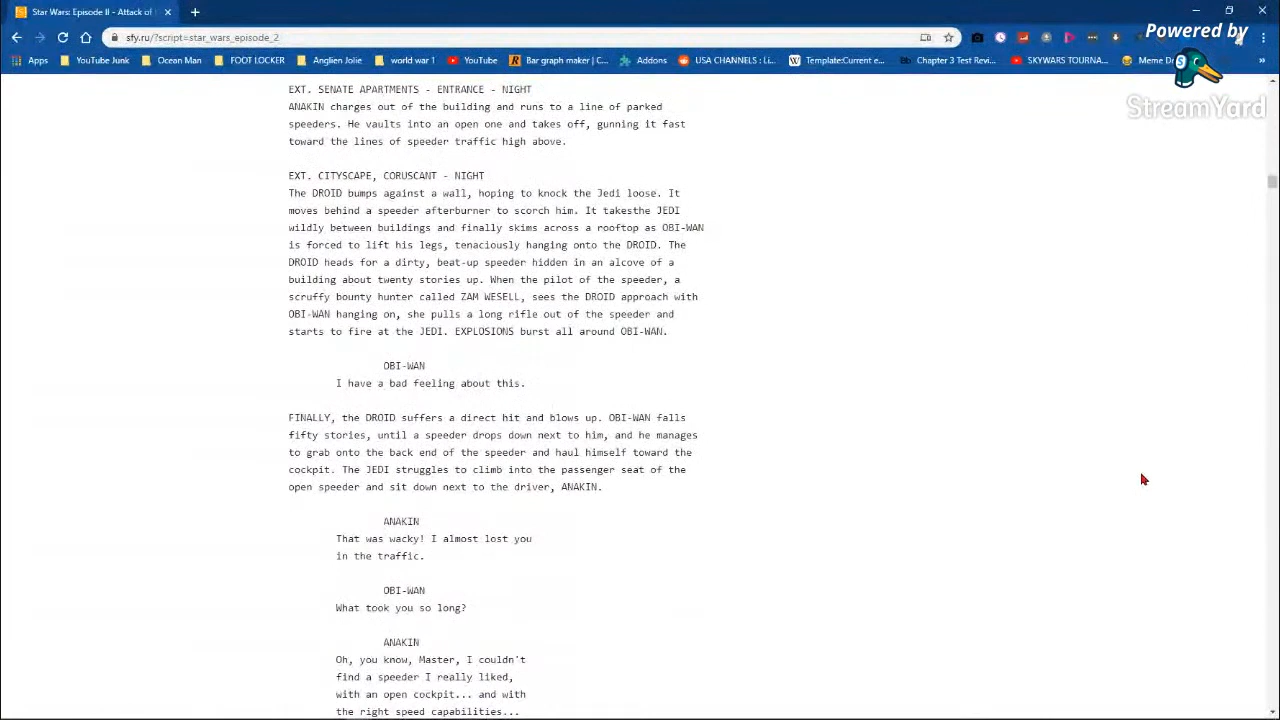 Star Wars: Episode II - Attack of
sfy.ru/?script=star_wars_episode_2
Powered by
StreamYard
Apps
YouTube Junk
Ocean Man
FOOT LOCKER
Anglien Jolie
world war 1
YouTube
Bar graph maker | C...
Addons
USA CHANNELS : Li...
Template:Current e...
Chapter 3 Test Revi...
SKYWARS TOURNA...
Meme De
EXT. SENATE APARTMENTS - ENTRANCE - NIGHT
ANAKIN charges out of the building and runs to a line of parked
speeders. He vaults into an open one and takes off, gunning it fast
toward the lines of speeder traffic high above.
EXT. CITYSCAPE, CORUSCANT - NIGHT
The DROID bumps against a wall, hoping to knock the Jedi loose. It
moves behind a speeder afterburner to scorch him. It takesthe JEDI
wildly between buildings and finally skims across a rooftop as OBI-WAN
is forced to lift his legs, tenaciously hanging onto the DROID. The
DROID heads for a dirty, beat-up speeder hidden in an alcove of a
building about twenty stories up. When the pilot of the speeder, a
scruffy bounty hunter called ZAM WESELL, sees the DROID approach with
OBI-WAN hanging on, she pulls a long rifle out of the speeder and
starts to fire at the JEDI. EXPLOSIONS burst all around OBI-WAN.
OBI-WAN
I have a bad feeling about this.
FINALLY, the DROID suffers a direct hit and blows up. OBI-WAN falls
fifty stories, until a speeder drops down next to him, and he manages
to grab onto the back end of the speeder and haul himself toward the
cockpit. The JEDI struggles to climb into the passenger seat of the
open speeder and sit down next to the driver, ANAKIN.
ANAKIN
That was wacky! I almost lost you
in the traffic.
OBI-WAN
What took you so long?
ANAKIN
Oh, you know, Master, I couldn't
find a speeder I really liked,
with an open cockpit... and with
the right speed capabilities...